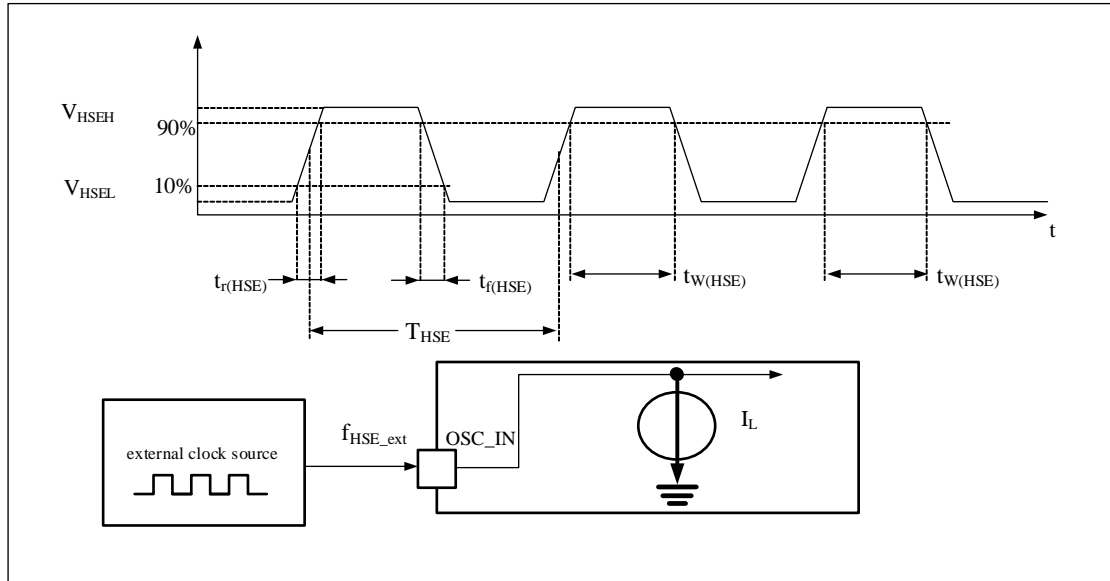 V_HSEH
90%
V_HSEL
10%
t
t_r(HSE)
t_f(HSE)
t_W(HSE)
t_W(HSE)
T_HSE
f_HSE_ext
OSC_IN
I_L
external clock source